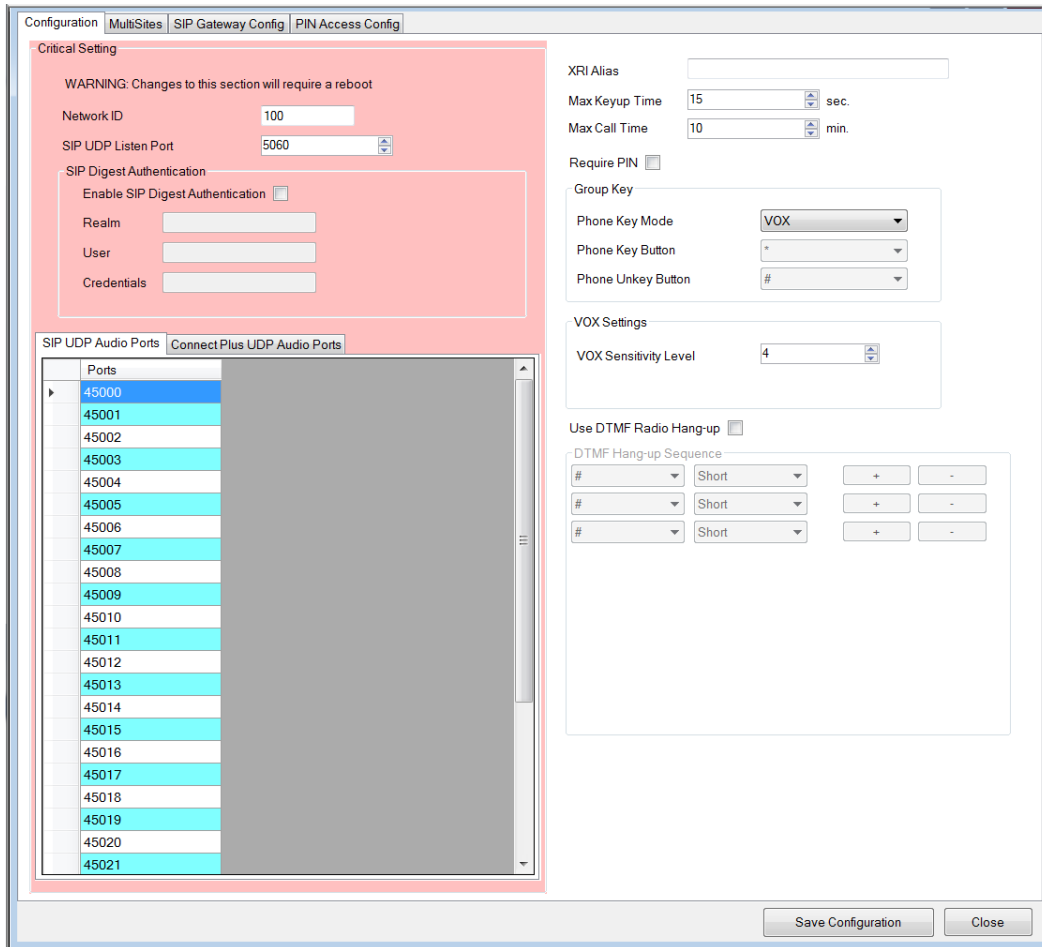 Configuration MultiSites SIP Gateway Config PIN Access Config
Critical Setting
WARNING: Changes to this section will require a reboot
Network ID 100
SIP UDP Listen Port 5060
SIP Digest Authentication
Enable SIP Digest Authentication
Realm
User
Credentials
SIP UDP Audio Ports Connect Plus UDP Audio Ports
Ports
45000
45001
45002
45003
45004
45005
45006
45007
45008
45009
45010
45011
45012
45013
45014
45015
45016
45017
45018
45019
45020
45021
XRI Alias
Max Keyup Time 15 sec.
Max Call Time 10 min.
Require PIN
Group Key
Phone Key Mode VOX
Phone Key Button *
Phone Unkey Button #
VOX Settings
VOX Sensitivity Level 4
Use DTMF Radio Hang-up
DTMF Hang-up Sequence
# Short + -
# Short + -
# Short + -
Save Configuration Close